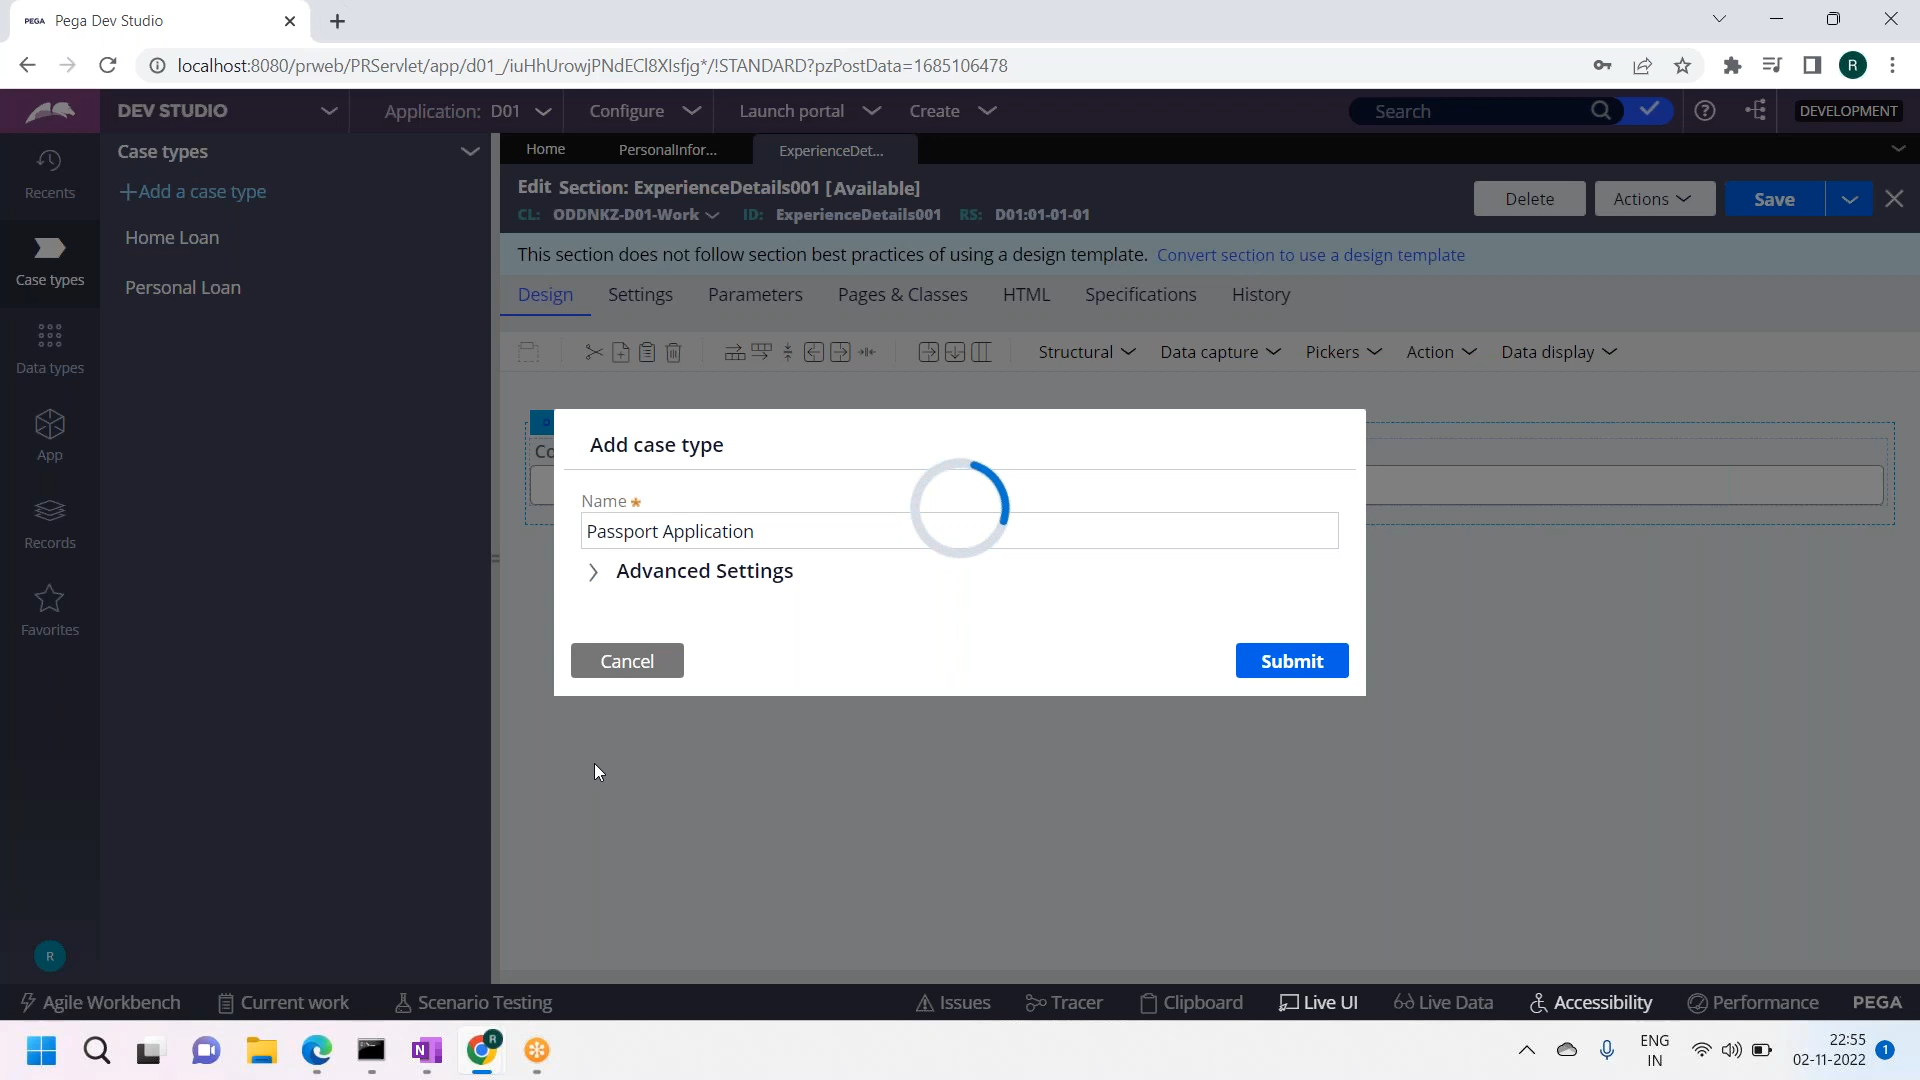 PEGA Pega Dev Studio
localhost:8080/prweb/PRServlet/app/d01_/iuHhUrowjPNdECl8XIsfjg*/!STANDARD?pzPostData=1685106478
R
DEV STUDIO
Application: D01
Configure
Launch portal
Create
Search
DEVELOPMENT
Recents
Case types
Data types
App
Records
Favorites
R
Case types
+Add a case type
Home Loan
Personal Loan
Home
PersonalInfor...
ExperienceDet...
Edit Section: ExperienceDetails001 [Available]
CL: ODDNKZ-D01-Work ID: ExperienceDetails001 RS: D01:01-01-01
Delete
Actions
Save
This section does not follow section best practices of using a design template. Convert section to use a design template
Design Settings Parameters Pages & Classes HTML Specifications History
Structural Data capture Pickers Action Data display
Co
Add case type
Name *
Passport Application
Advanced Settings
Cancel
Submit
Agile Workbench Current work Scenario Testing Issues Tracer Clipboard Live UI Live Data Accessibility Performance PEGA
ENG
IN
22:55
02-11-2022
1